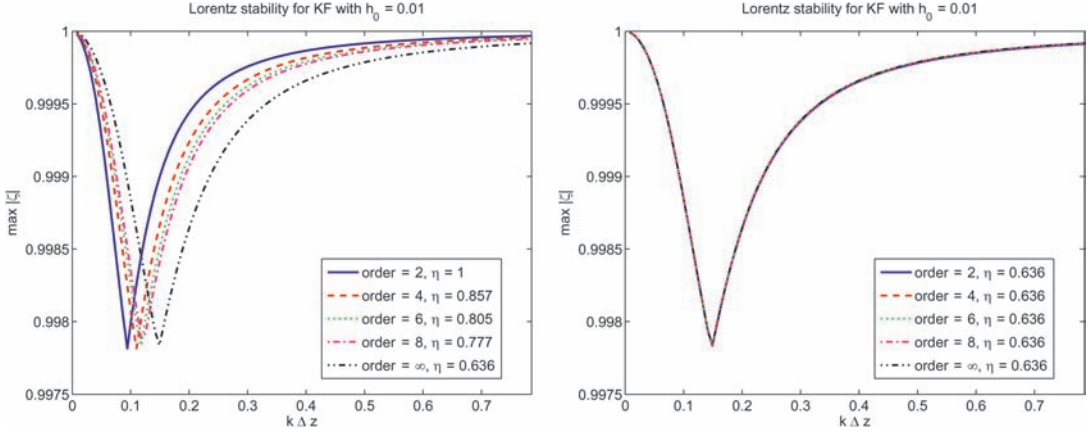 Lorentz stability for KF with h₀ = 0.01
max |ζ|
1
0.9995
0.999
0.9985
0.998
0.9975
order = 2, η = 1
order = 4, η = 0.857
order = 6, η = 0.805
order = 8, η = 0.777
order = ∞, η = 0.636
0 0.1 0.2 0.3 0.4 0.5 0.6 0.7
k Δ z
Lorentz stability for KF with h₀ = 0.01
max |ζ|
1
0.9995
0.999
0.9985
0.998
0.9975
order = 2, η = 0.636
order = 4, η = 0.636
order = 6, η = 0.636
order = 8, η = 0.636
order = ∞, η = 0.636
0 0.1 0.2 0.3 0.4 0.5 0.6 0.7
k Δ z